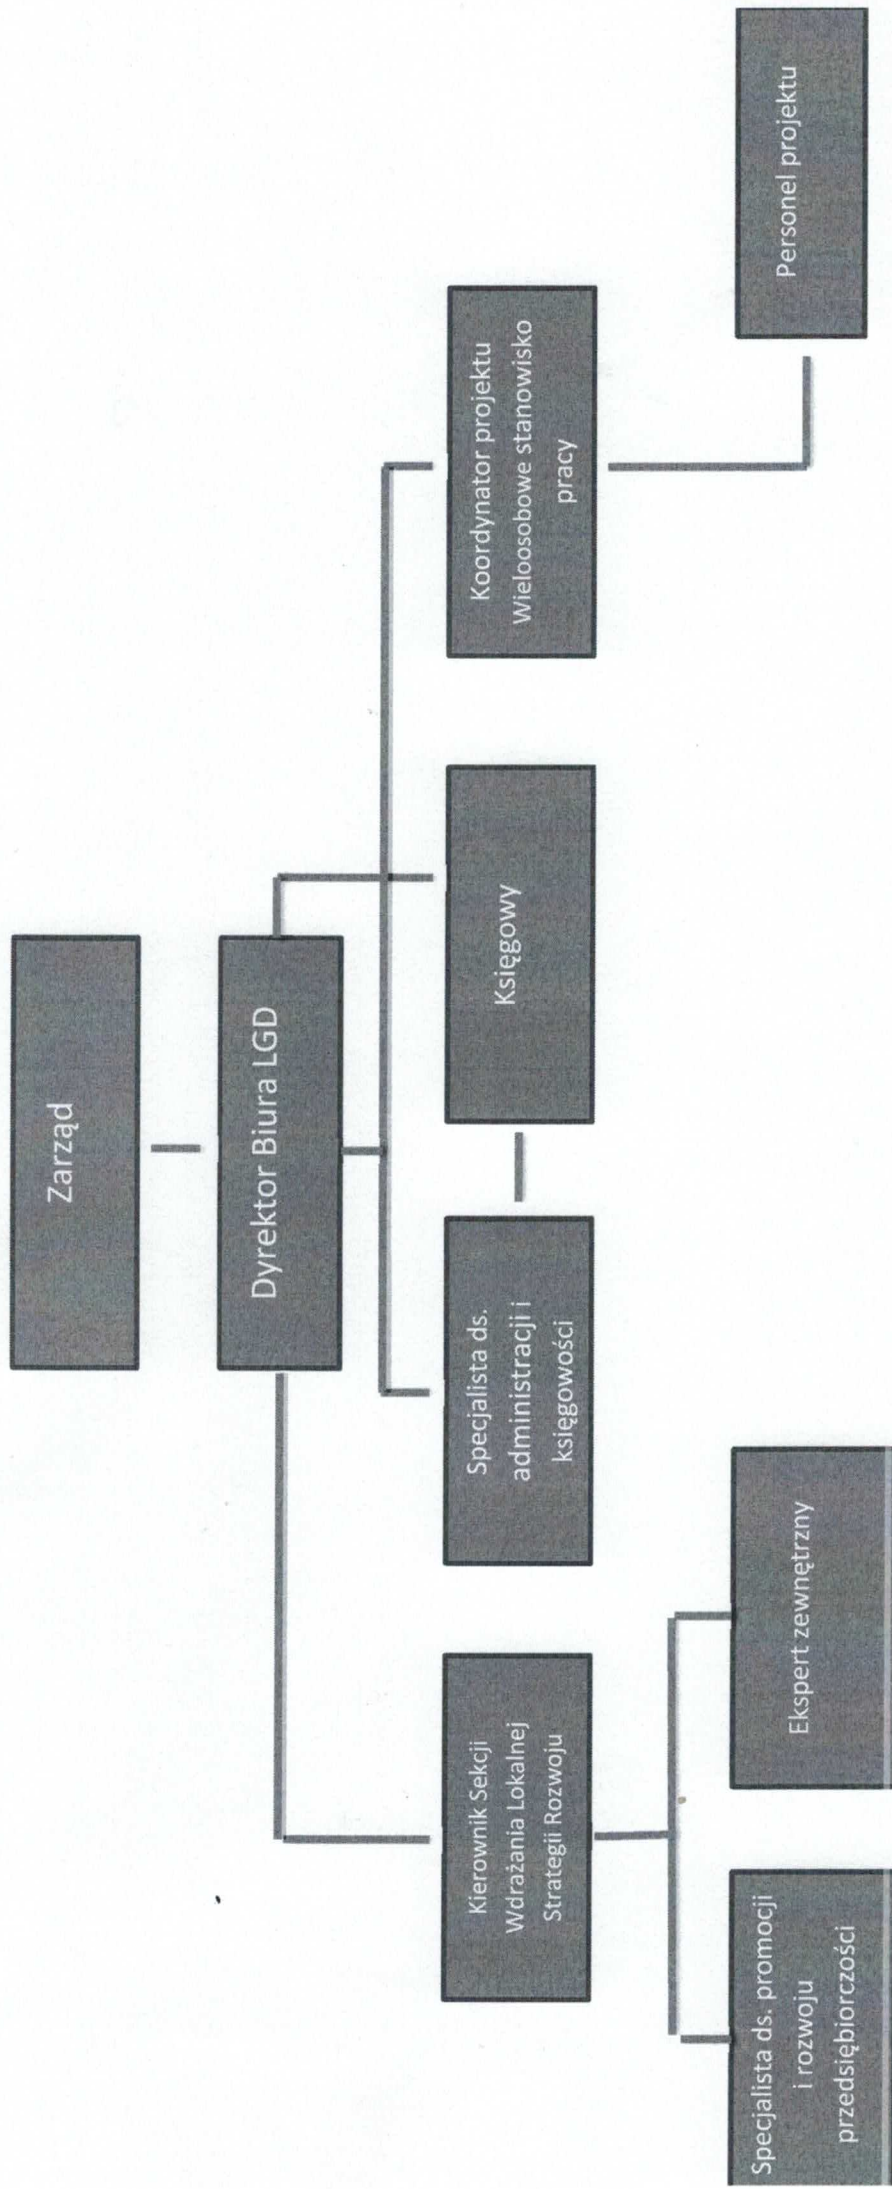 Zarząd
Dyrektor Biura LGD
Kierownik Sekcji
Wdrażania Lokalnej
Strategii Rozwoju
Specjalista ds.
administracji i
księgowości
Księgowy
Koordynator projektu
Wieloosobowe stanowisko
pracy
Specjalista ds. promocji
i rozwoju
przedsiębiorczości
Ekspert zewnętrzny
Personel projektu